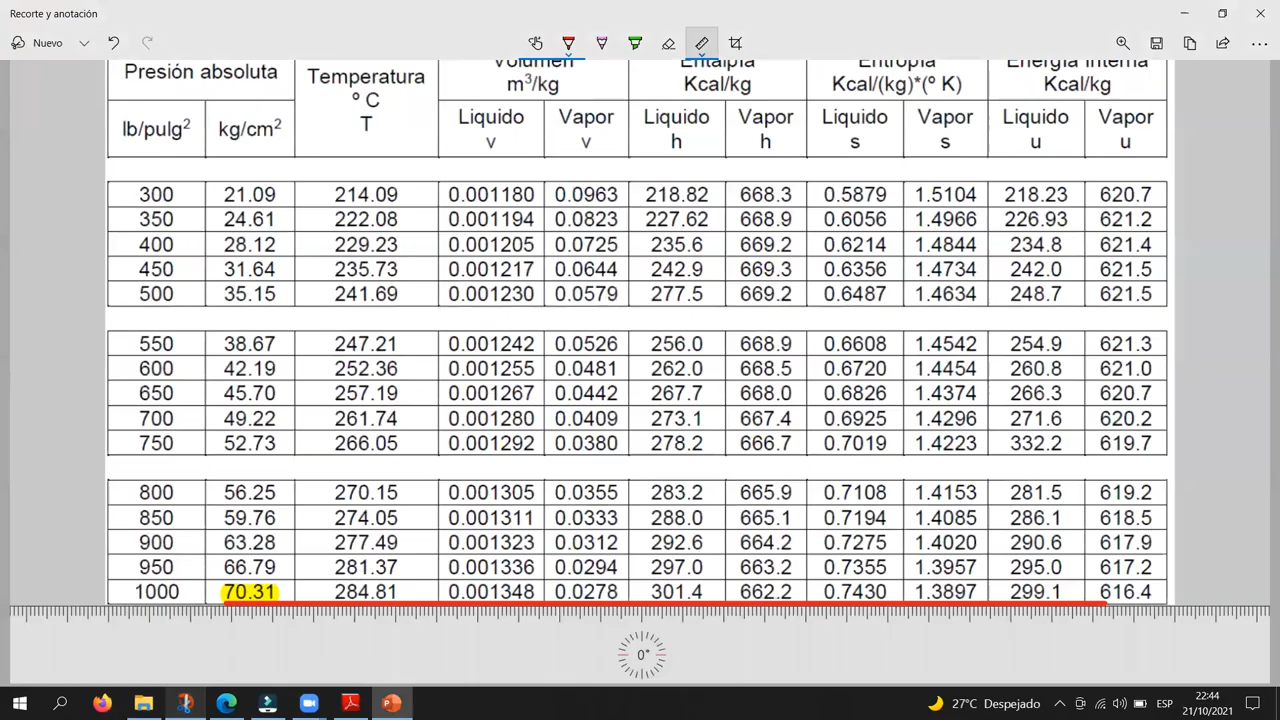 Recorte y anotación
Nuevo
Presión absoluta Temperatura º C T Volumen m³/kg Entalpía Kcal/kg Entropía Kcal/(kg)*(º K) Energía Interna Kcal/kg
lb/pulg² kg/cm² Liquido v Vapor v Liquido h Vapor h Liquido s Vapor s Liquido u Vapor u
300 21.09 214.09 0.001180 0.0963 218.82 668.3 0.5879 1.5104 218.23 620.7
350 24.61 222.08 0.001194 0.0823 227.62 668.9 0.6056 1.4966 226.93 621.2
400 28.12 229.23 0.001205 0.0725 235.6 669.2 0.6214 1.4844 234.8 621.4
450 31.64 235.73 0.001217 0.0644 242.9 669.3 0.6356 1.4734 242.0 621.5
500 35.15 241.69 0.001230 0.0579 277.5 669.2 0.6487 1.4634 248.7 621.5
550 38.67 247.21 0.001242 0.0526 256.0 668.9 0.6608 1.4542 254.9 621.3
600 42.19 252.36 0.001255 0.0481 262.0 668.5 0.6720 1.4454 260.8 621.0
650 45.70 257.19 0.001267 0.0442 267.7 668.0 0.6826 1.4374 266.3 620.7
700 49.22 261.74 0.001280 0.0409 273.1 667.4 0.6925 1.4296 271.6 620.2
750 52.73 266.05 0.001292 0.0380 278.2 666.7 0.7019 1.4223 332.2 619.7
800 56.25 270.15 0.001305 0.0355 283.2 665.9 0.7108 1.4153 281.5 619.2
850 59.76 274.05 0.001311 0.0333 288.0 665.1 0.7194 1.4085 286.1 618.5
900 63.28 277.49 0.001323 0.0312 292.6 664.2 0.7275 1.4020 290.6 617.9
950 66.79 281.37 0.001336 0.0294 297.0 663.2 0.7355 1.3957 295.0 617.2
1000 70.31 284.81 0.001348 0.0278 301.4 662.2 0.7430 1.3897 299.1 616.4
0°
27°C Despejado ESP 22:44
21/10/2021